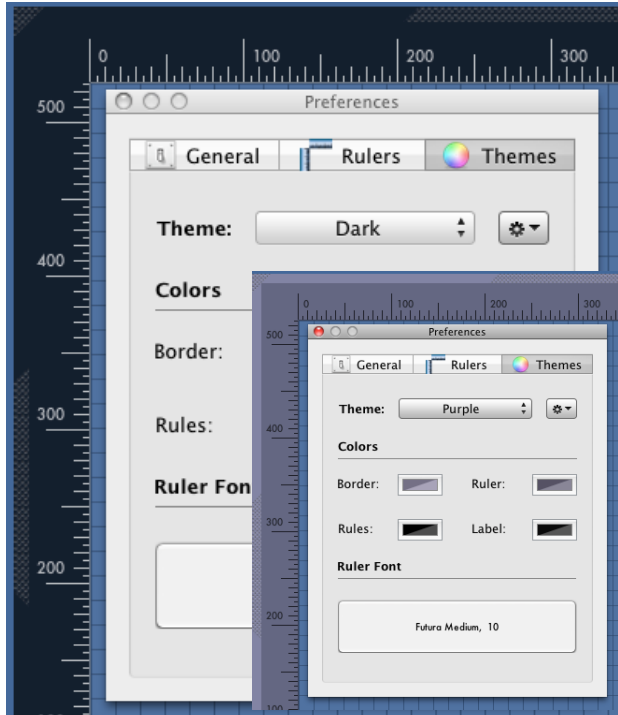 0 100 200 300
500
Preferences
General Rulers Themes
Theme: Dark
400
Colors
Border:
300
Rules:
Ruler Fon
200
0 100 200 300
500
Preferences
General Rulers Themes
Theme: Purple
400
Colors
Border: Ruler:
300
Rules: Label:
Ruler Font
200
Futura Medium, 10
100